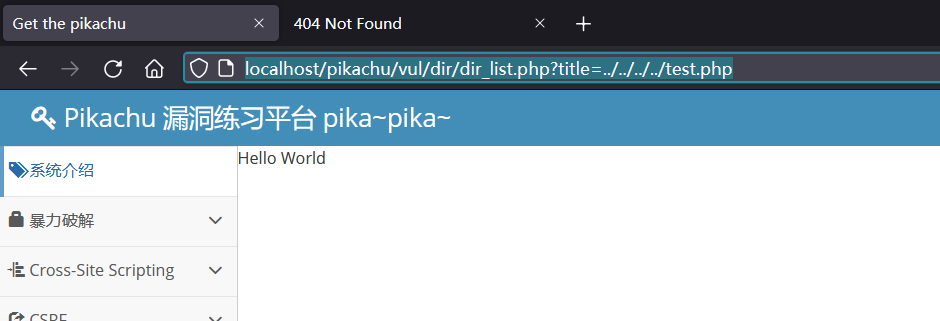 Get the pikachu
404 Not Found
localhost/pikachu/vul/dir/dir_list.php?title=../../../../test.php
Pikachu 漏洞练习平台 pika~pika~
系统介绍
Hello World
暴力破解
Cross-Site Scripting
CSRF